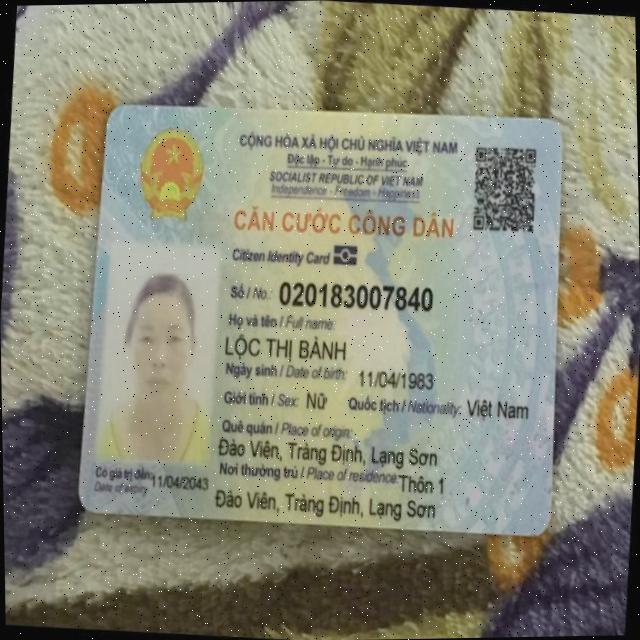 CỘNG HÒA XÃ HỘI CHỦ NGHĨA VIỆT NAM
Độc lập - Tự do - Hạnh phúc
SOCIALIST REPUBLIC OF VIET NAM
Independence - Freedom - Happiness
CĂN CƯỚC CÔNG DÂN
Citizen Identity Card
Số / No.: 020183007840
Họ và tên / Full name:
LỘC THỊ BÀNH
Ngày sinh / Date of birth: 11/04/1983
Giới tính / Sex: Nữ Quốc tịch / Nationality: Việt Nam
Quê quán / Place of origin:
Đào Viên, Tràng Định, Lạng Sơn
Nơi thường trú / Place of residence: Thôn 1
Đào Viên, Tràng Định, Lạng Sơn
Có giá trị đến: 11/04/2043
Date of expiry